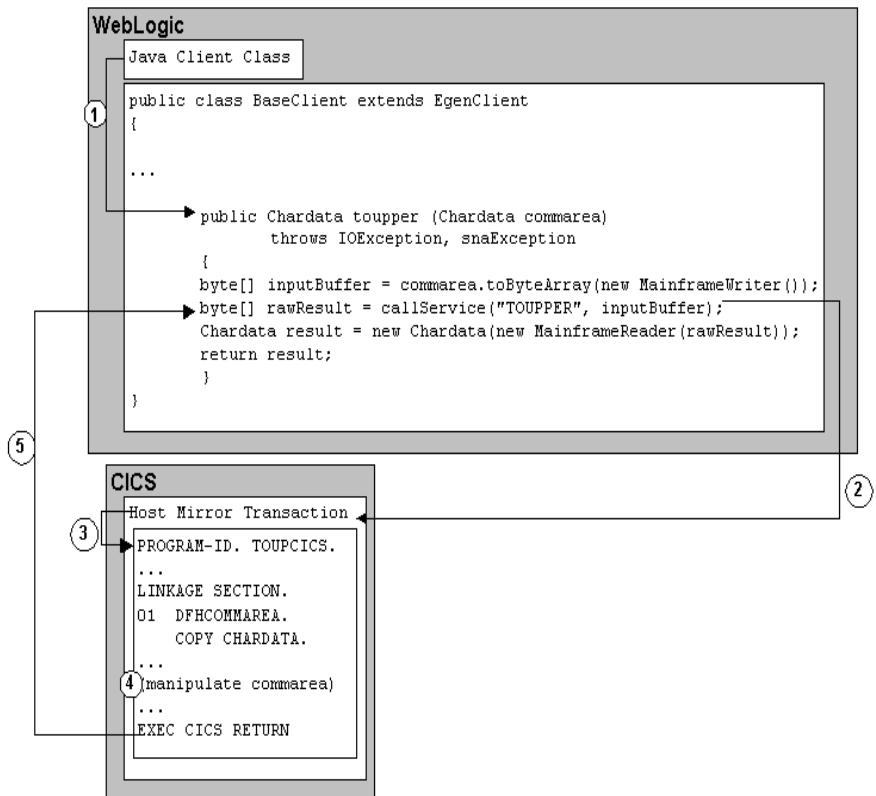 WebLogic
Java Client Class
1
public class BaseClient extends EgenClient
{
...
public Chardata toupper (Chardata commarea)
throws IOException, snaException
{
byte[] inputBuffer = commarea.toByteArray(new MainframeWriter());
byte[] rawResult = callService("TOUPPER", inputBuffer);
Chardata result = new Chardata(new MainframeReader(rawResult));
return result;
}
}
5
2
CICS
Host Mirror Transaction
3
PROGRAM-ID. TOUPCICS.
...
LINKAGE SECTION.
01 DFHCOMMAREA.
COPY CHARDATA.
...
4
(manipulate commarea)
...
EXEC CICS RETURN